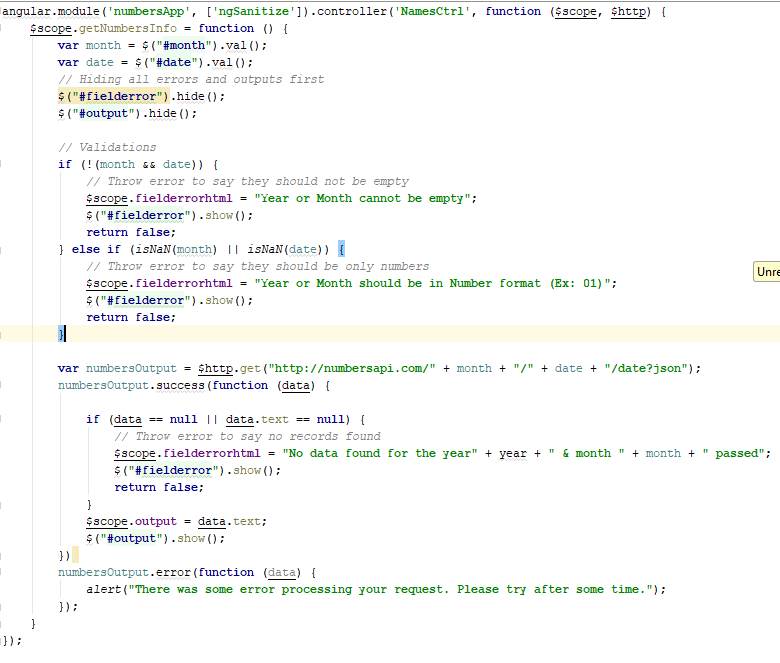 angular.module('numbersApp', ['ngSanitize']).controller('NamesCtrl', function ($scope, $http) {
    $scope.getNumbersInfo = function () {
        var month = $("#month").val();
        var date = $("#date").val();
        // Hiding all errors and outputs first
        $("#fielderror").hide();
        $("#output").hide();

        // Validations
        if (!(month && date)) {
            // Throw error to say they should not be empty
            $scope.fielderrorhtml = "Year or Month cannot be empty";
            $("#fielderror").show();
            return false;
        } else if (isNaN(month) || isNaN(date)) {
            // Throw error to say they should be only numbers
            $scope.fielderrorhtml = "Year or Month should be in Number format (Ex: 01)";
            $("#fielderror").show();
            return false;
        }
Unre

        var numbersOutput = $http.get("http://numbersapi.com/" + month + "/" + date + "/date?json");
        numbersOutput.success(function (data) {

            if (data == null || data.text == null) {
                // Throw error to say no records found
                $scope.fielderrorhtml = "No data found for the year" + year + " & month " + month + " passed";
                $("#fielderror").show();
                return false;
            }
            $scope.output = data.text;
            $("#output").show();
        })
        numbersOutput.error(function (data) {
            alert("There was some error processing your request. Please try after some time.");
        });
    }
});